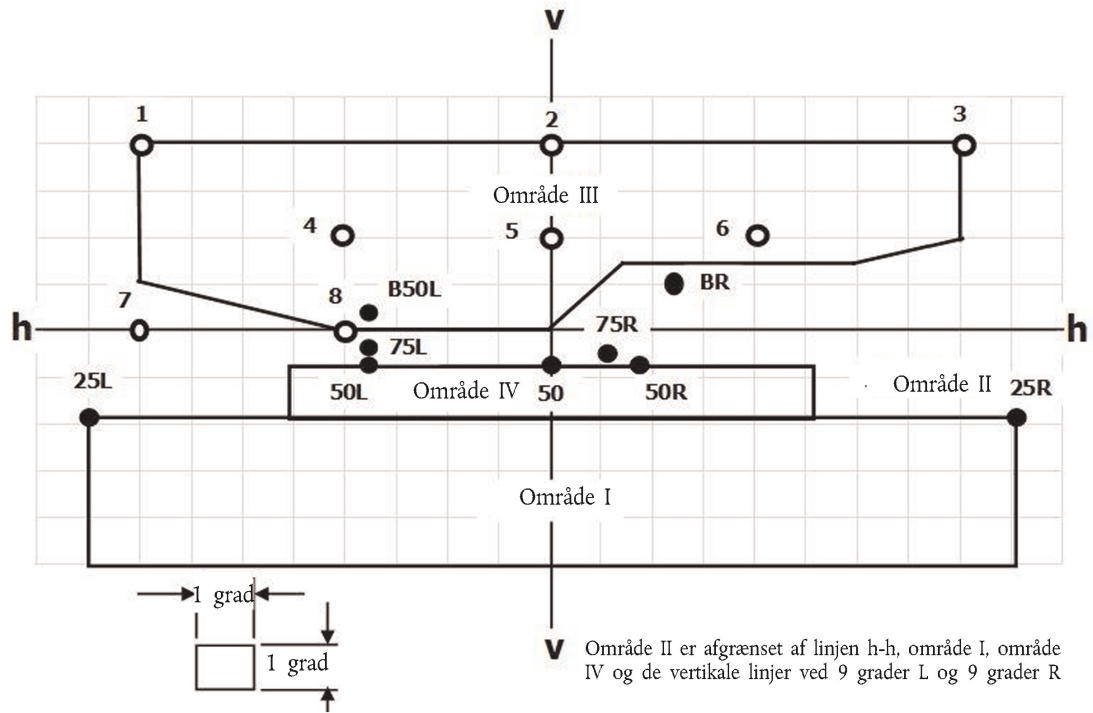 v
1
2
3
Område III
4
5
6
B50L
BR
7
8
h
h
75R
75L
25L
50L
Område IV
50
50R
Område II
25R
Område I
1 grad
1 grad
v
Område II er afgrænset af linjen h-h, område I, område
IV og de vertikale linjer ved 9 grader L og 9 grader R